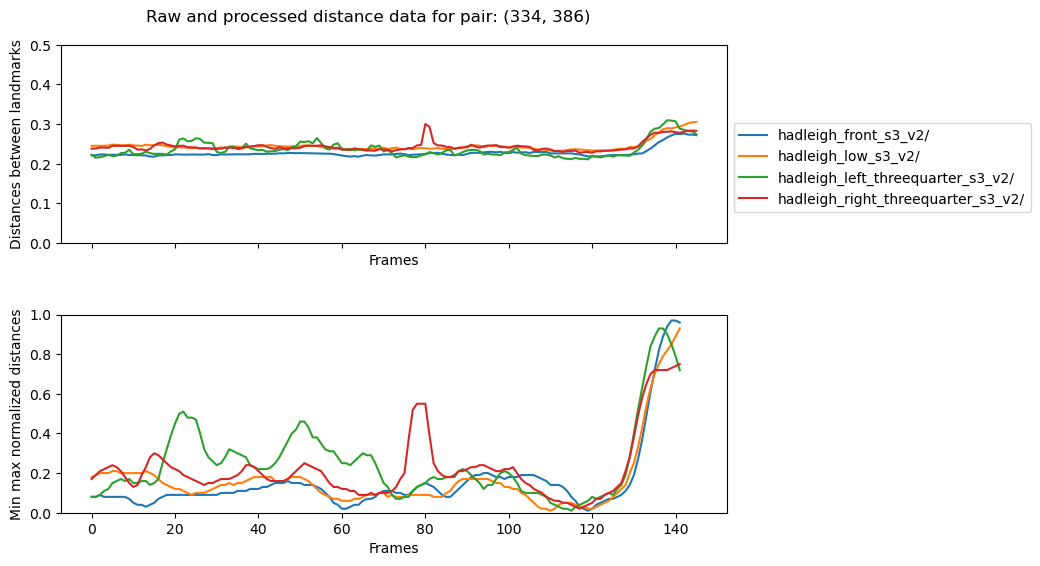 Raw and processed distance data for pair: (334, 386)
Distances between landmarks
0.5
0.4
0.3
0.2
0.1
0.0
Frames
hadleigh_front_s3_v2/
hadleigh_low_s3_v2/
hadleigh_left_threequarter_s3_v2/
hadleigh_right_threequarter_s3_v2/
Min max normalized distances
1.0
0.8
0.6
0.4
0.2
0.0
0 20 40 60 80 100 120 140
Frames